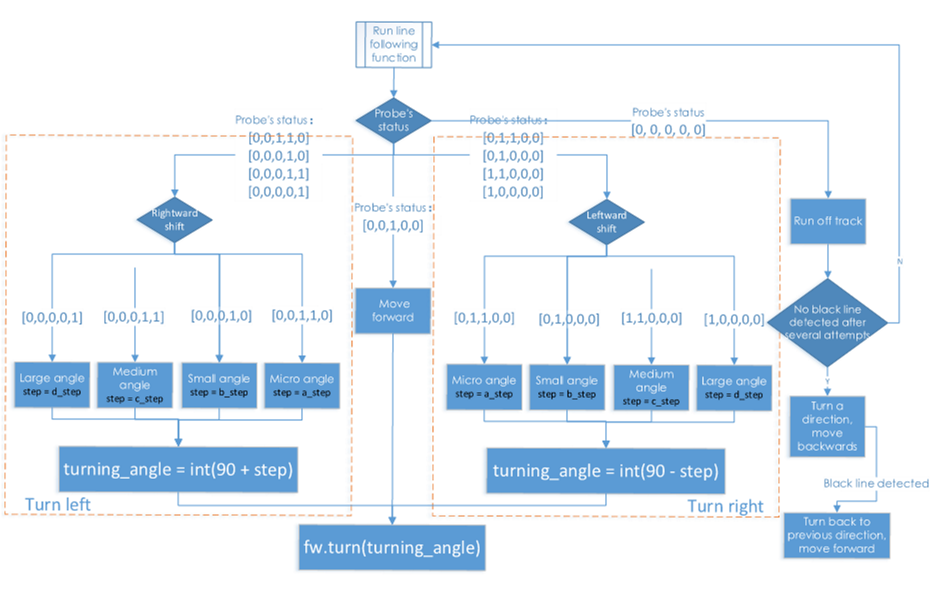 Run line
following
function
Probe's
status
Probe's status:
[0,0,1,1,0]
[0,0,0,1,0]
[0,0,0,1,1]
[0,0,0,0,1]
Probe's status:
[0,1,1,0,0]
[0,1,0,0,0]
[1,1,0,0,0]
[1,0,0,0,0]
Probe's status
[0, 0, 0, 0, 0]
Rightward
shift
Probe's status:
[0,0,1,0,0]
Leftward
shift
Run off track
N
[0,0,0,0,1]
[0,0,0,1,1]
[0,0,0,1,0]
[0,0,1,1,0]
Move
forward
[0,1,1,0,0]
[0,1,0,0,0]
[1,1,0,0,0]
[1,0,0,0,0]
No black line
detected after
several attempts
Y
Large angle
step = d_step
Medium
angle
step = c_step
Small angle
step = b_step
Micro angle
step = a_step
Micro angle
step = a_step
Small angle
step = b_step
Medium
angle
step = c_step
Large angle
step = d_step
Turn a
direction,
move
backwards
turning_angle = int(90 + step)
turning_angle = int(90 - step)
Black line detected
Turn left
Turn right
Turn back to
previous direction,
move forward
fw.turn(turning_angle)